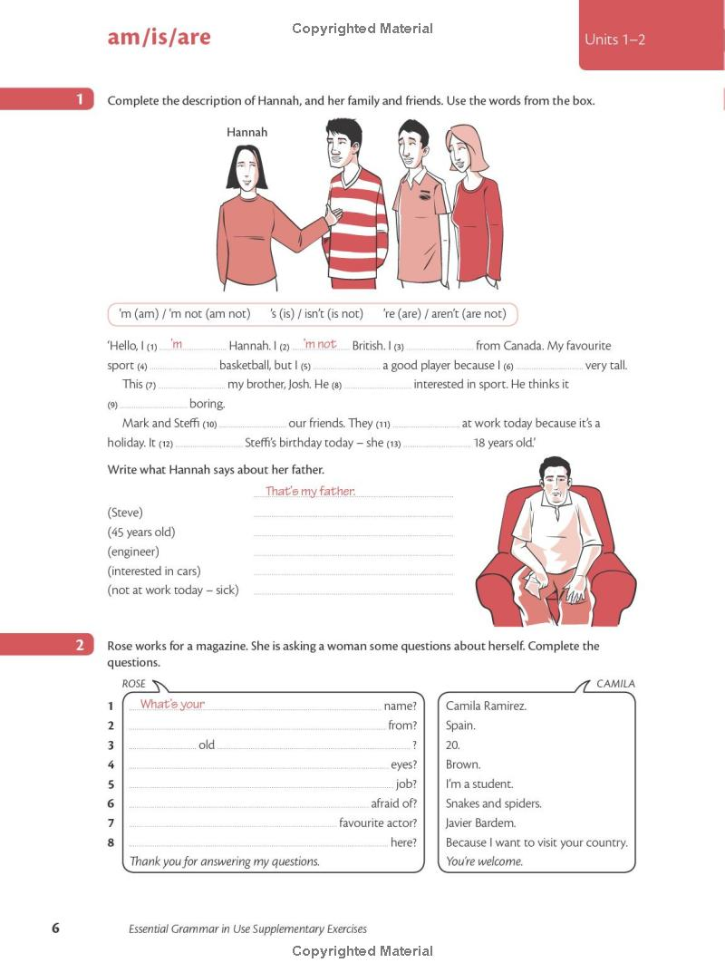 Copyrighted Material
am/is/are
Units 1–2
1 Complete the description of Hannah, and her family and friends. Use the words from the box.
Hannah
'm (am) / 'm not (am not) 's (is) / isn't (is not) 're (are) / aren't (are not)
'Hello, I (1) 'm Hannah. I (2) 'm not British. I (3) from Canada. My favourite
sport (4) basketball, but I (5) a good player because I (6) very tall.
This (7) my brother, Josh. He (8) interested in sport. He thinks it
(9) boring.
Mark and Steffi (10) our friends. They (11) at work today because it's a
holiday. It (12) Steffi's birthday today – she (13) 18 years old.'
Write what Hannah says about her father.
That's my father.
(Steve)
(45 years old)
(engineer)
(interested in cars)
(not at work today – sick)
2 Rose works for a magazine. She is asking a woman some questions about herself. Complete the
questions.
ROSE CAMILA
1 What's your name? Camila Ramirez.
2 from? Spain.
3 old ? 20.
4 eyes? Brown.
5 job? I'm a student.
6 afraid of? Snakes and spiders.
7 favourite actor? Javier Bardem.
8 here? Because I want to visit your country.
Thank you for answering my questions. You're welcome.
6 Essential Grammar in Use Supplementary Exercises
Copyrighted Material